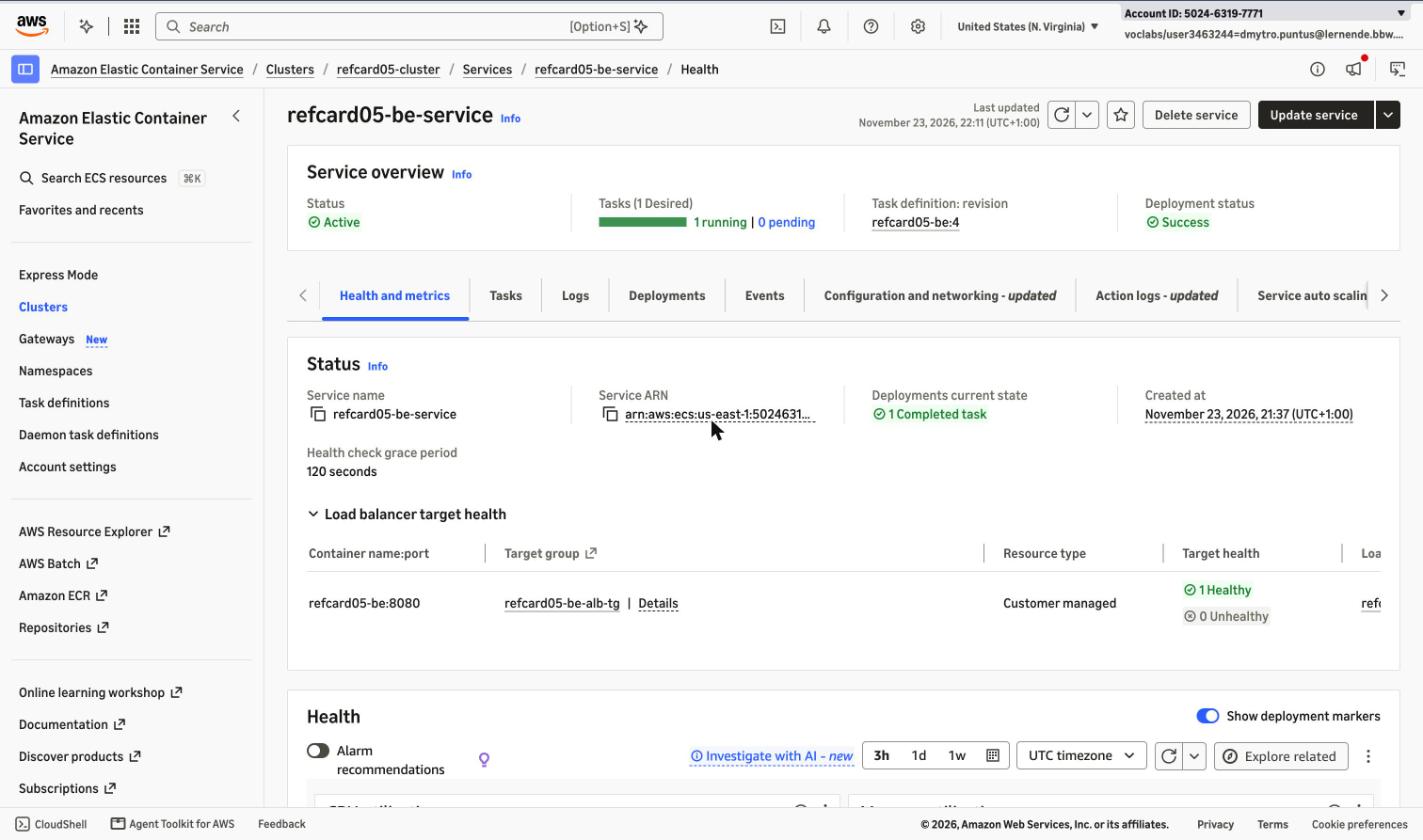 aws
Search
[Option+S]
United States (N. Virginia)
Account ID: 5024-6319-7771
voclabs/user3463244=dmytro.puntus@lernende.bbw....
Amazon Elastic Container Service / Clusters / refcard05-cluster / Services / refcard05-be-service / Health
Amazon Elastic Container
Service
Search ECS resources ⌘K
Favorites and recents
Express Mode
Clusters
Gateways New
Namespaces
Task definitions
Daemon task definitions
Account settings
AWS Resource Explorer
AWS Batch
Amazon ECR
Repositories
Online learning workshop
Documentation
Discover products
Subscriptions
refcard05-be-service Info
Last updated
November 23, 2026, 22:11 (UTC+1:00)
Delete service
Update service
Service overview Info
Status
Active
Tasks (1 Desired)
1 running | 0 pending
Task definition: revision
refcard05-be:4
Deployment status
Success
Health and metrics
Tasks
Logs
Deployments
Events
Configuration and networking - updated
Action logs - updated
Service auto scalin
Status Info
Service name
refcard05-be-service
Service ARN
arn:aws:ecs:us-east-1:5024631...
Deployments current state
1 Completed task
Created at
November 23, 2026, 21:37 (UTC+1:00)
Health check grace period
120 seconds
Load balancer target health
Container name:port
Target group
Resource type
Target health
Loa
refcard05-be:8080
refcard05-be-alb-tg | Details
Customer managed
1 Healthy
0 Unhealthy
refc
Health
Show deployment markers
Alarm
recommendations
Investigate with AI - new
3h
1d
1w
UTC timezone
Explore related
CloudShell
Agent Toolkit for AWS
Feedback
© 2026, Amazon Web Services, Inc. or its affiliates.
Privacy
Terms
Cookie preferences